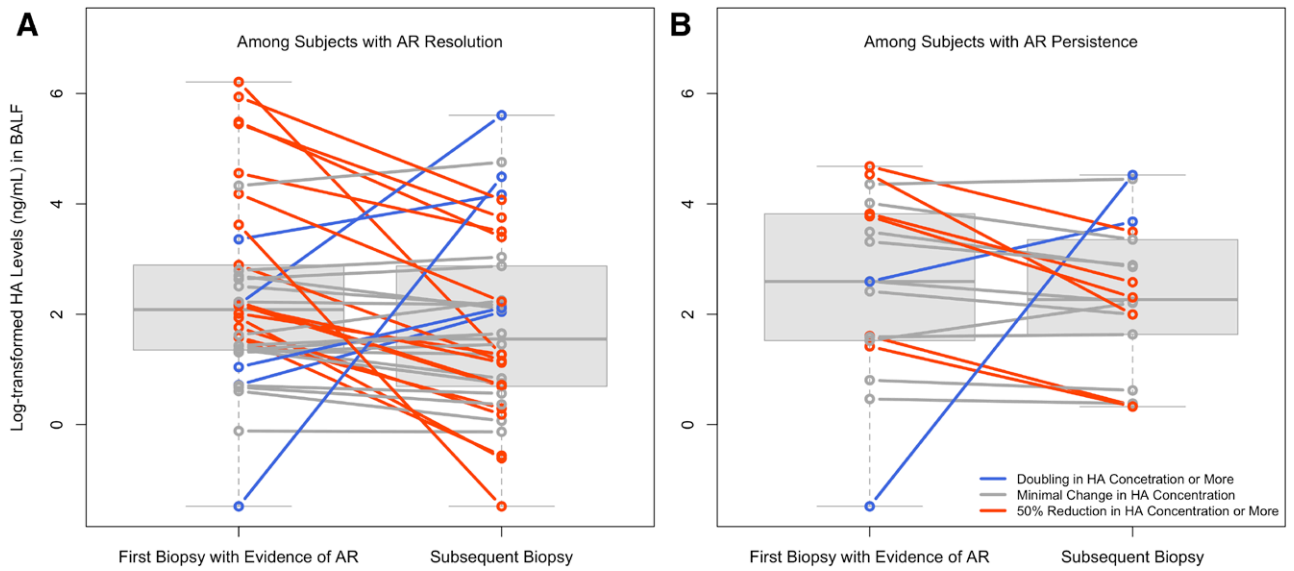 A
Among Subjects with AR Resolution
Log-transformed HA Levels (ng/mL) in BALF
6
4
2
0
First Biopsy with Evidence of AR
Subsequent Biopsy
B
Among Subjects with AR Persistence
6
4
2
0
Doubling in HA Concetration or More
Minimal Change in HA Concentration
50% Reduction in HA Concentration or More
First Biopsy with Evidence of AR
Subsequent Biopsy